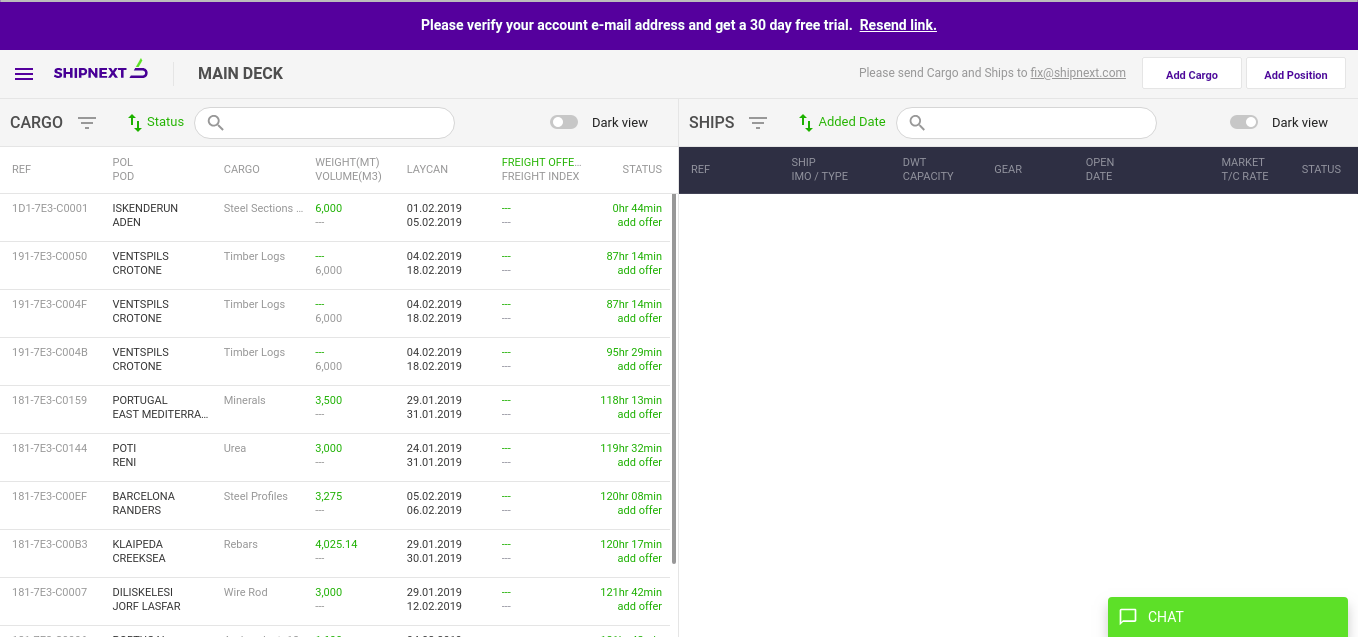 Please verify your account e-mail address and get a 30 day free trial. Resend link.
SHIPNEXT
MAIN DECK
Please send Cargo and Ships to fix@shipnext.com
Add Cargo
Add Position
CARGO
Status
Dark view
SHIPS
Added Date
Dark view
REF
POL
POD
CARGO
WEIGHT(MT)
VOLUME(M3)
LAYCAN
FREIGHT OFFE...
FREIGHT INDEX
STATUS
REF
SHIP
IMO / TYPE
DWT
CAPACITY
GEAR
OPEN
DATE
MARKET
T/C RATE
STATUS
1D1-7E3-C0001 ISKENDERUN Steel Sections ... 6,000 01.02.2019 --- 0hr 44min
ADEN --- 05.02.2019 --- add offer
191-7E3-C0050 VENTSPILS Timber Logs --- 04.02.2019 --- 87hr 14min
CROTONE 6,000 18.02.2019 --- add offer
191-7E3-C004F VENTSPILS Timber Logs --- 04.02.2019 --- 87hr 14min
CROTONE 6,000 18.02.2019 --- add offer
191-7E3-C004B VENTSPILS Timber Logs --- 04.02.2019 --- 95hr 29min
CROTONE 6,000 18.02.2019 --- add offer
181-7E3-C0159 PORTUGAL Minerals 3,500 29.01.2019 --- 118hr 13min
EAST MEDITERRA... --- 31.01.2019 --- add offer
181-7E3-C0144 POTI Urea 3,000 24.01.2019 --- 119hr 32min
RENI --- 31.01.2019 --- add offer
181-7E3-C00EF BARCELONA Steel Profiles 3,275 05.02.2019 --- 120hr 08min
RANDERS --- 06.02.2019 --- add offer
181-7E3-C00B3 KLAIPEDA Rebars 4,025.14 29.01.2019 --- 120hr 17min
CREEKSEA --- 30.01.2019 --- add offer
181-7E3-C0007 DILISKELESI Wire Rod 3,000 29.01.2019 --- 121hr 42min
JORF LASFAR --- 12.02.2019 --- add offer
CHAT